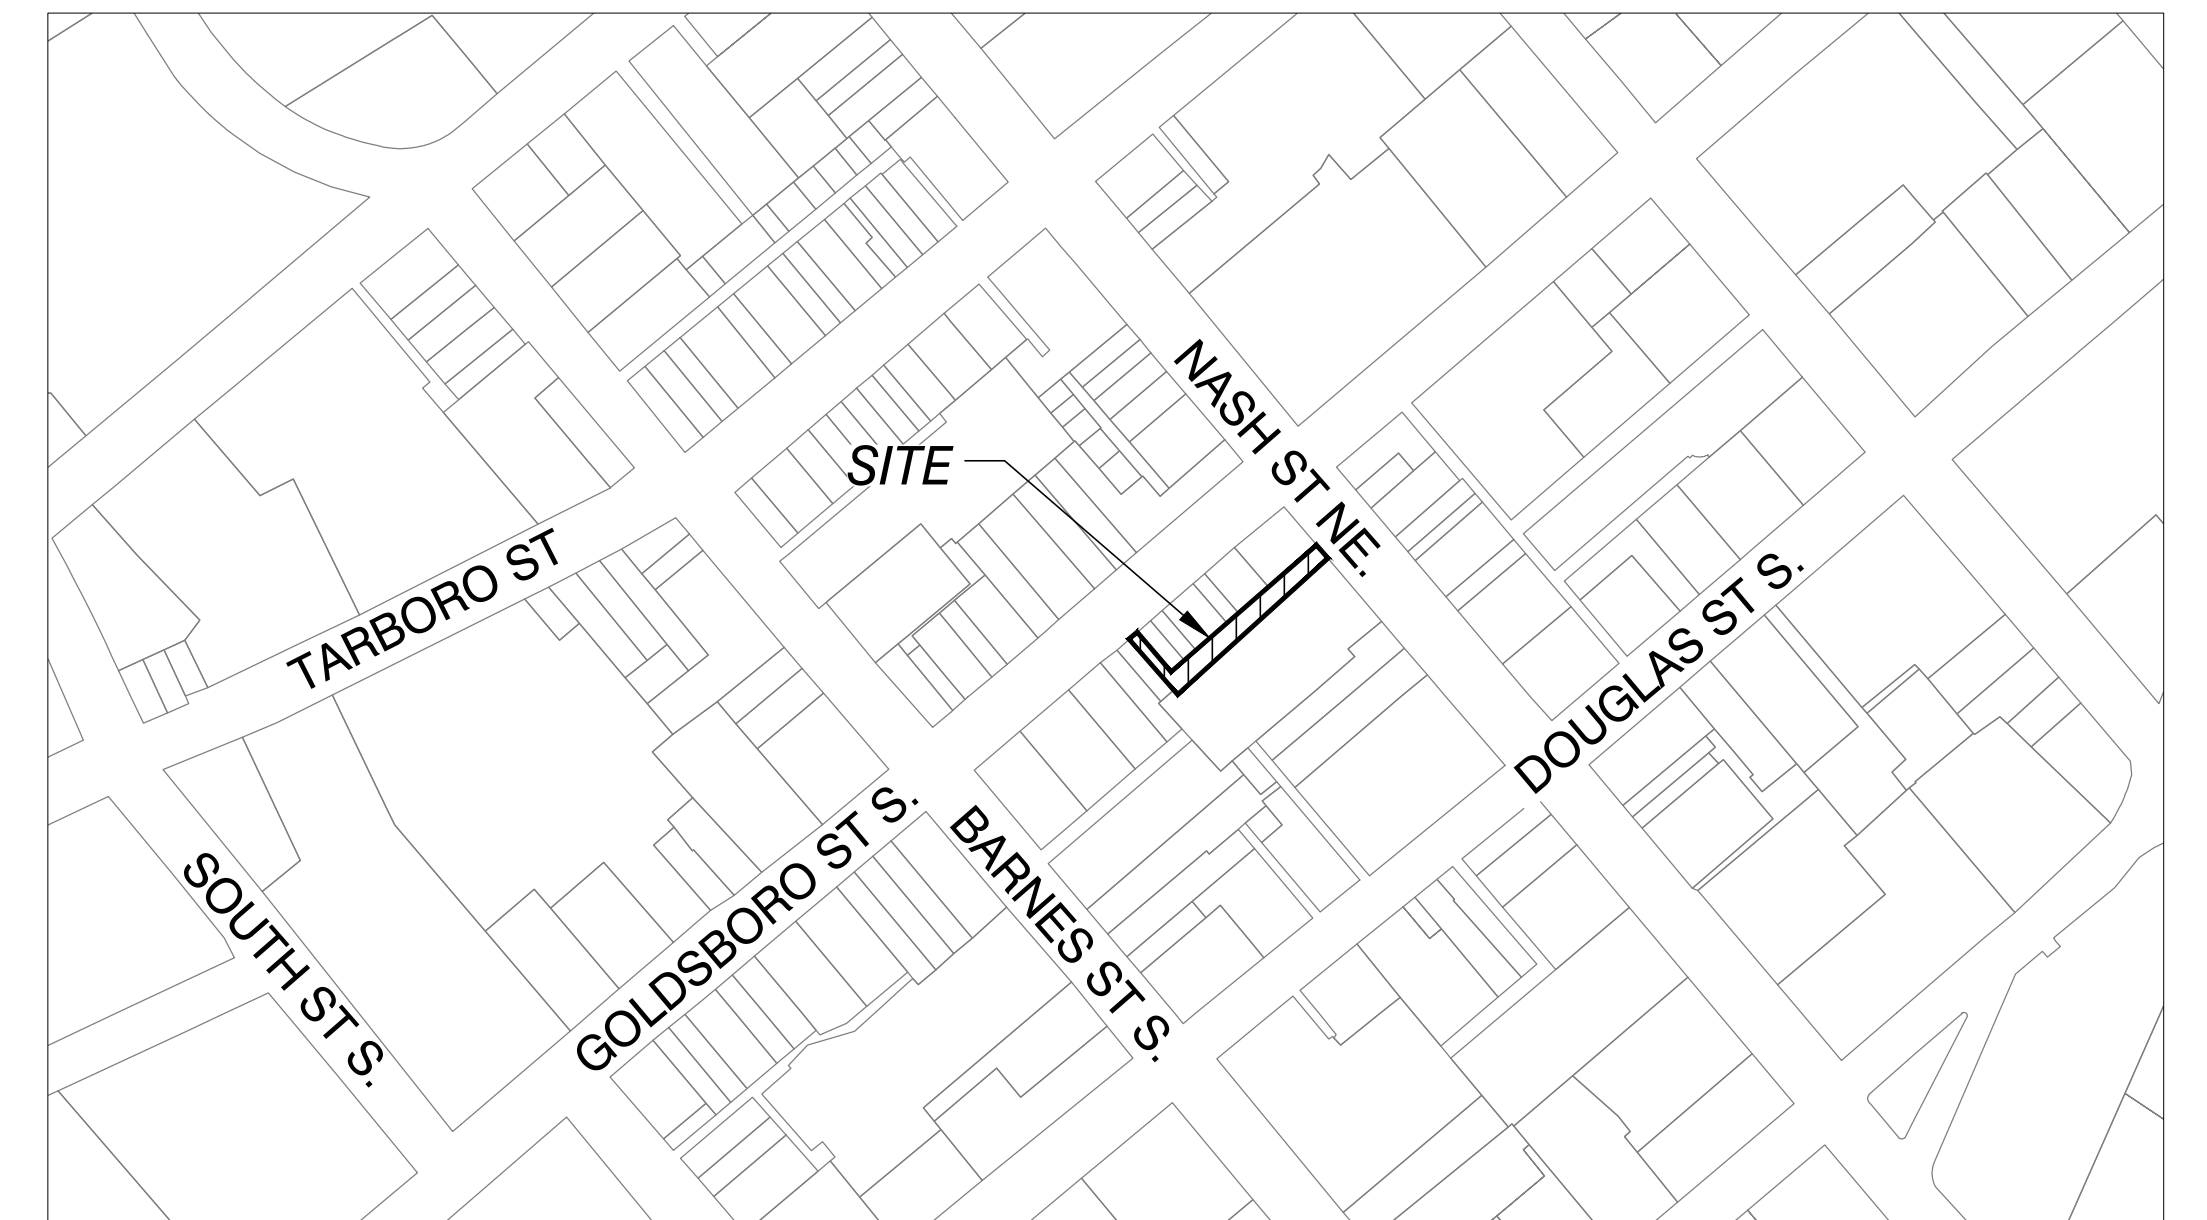 NASH ST NE.
SITE
TARBORO ST
DOUGLAS ST S.
GOLDSBORO ST S.
BARNES ST S.
SOUTH ST S.